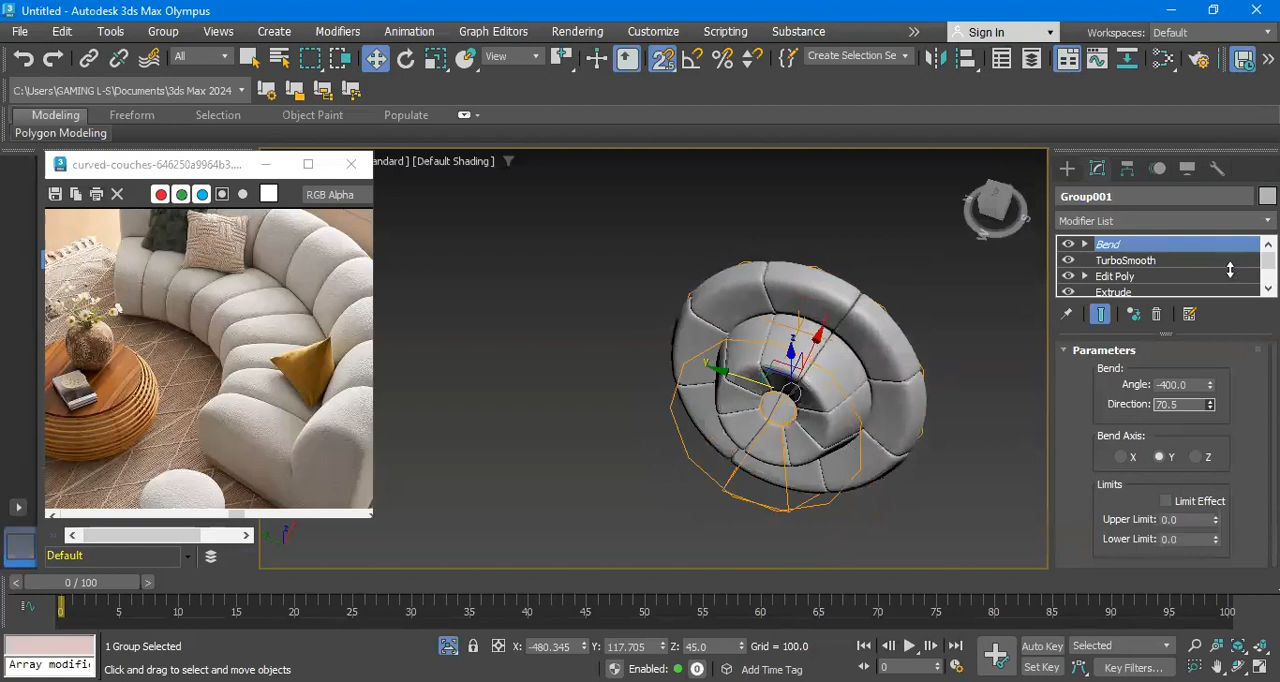 Untitled - Autodesk 3ds Max Olympus
File Edit Tools Group Views Create Modifiers Animation Graph Editors Rendering Customize Scripting Substance Sign In Workspaces: Default
All View Create Selection Se
C:\Users\GAMING L-S\Documents\3ds Max 2024
Modeling Freeform Selection Object Paint Populate
Polygon Modeling
curved-couches-646250a9964b3....
andard ] [Default Shading ]
RGB Alpha
Group001
Modifier List
Bend
TurboSmooth
Edit Poly
Extrude
Parameters
Bend:
Angle: -400.0
Direction: 70.5
Bend Axis:
X Y Z
Limits
Limit Effect
Upper Limit: 0.0
Lower Limit: 0.0
z
y
Default
0 / 100
0 5 10 15 20 25 30 35 40 45 50 55 60 65 70 75 80 85 90 95 100
1 Group Selected
X: -480.345 Y: 117.705 Z: 45.0 Grid = 100.0
Auto Key Selected
Array modifi
Click and drag to select and move objects
Enabled: 0 Add Time Tag
0
Set Key Key Filters...